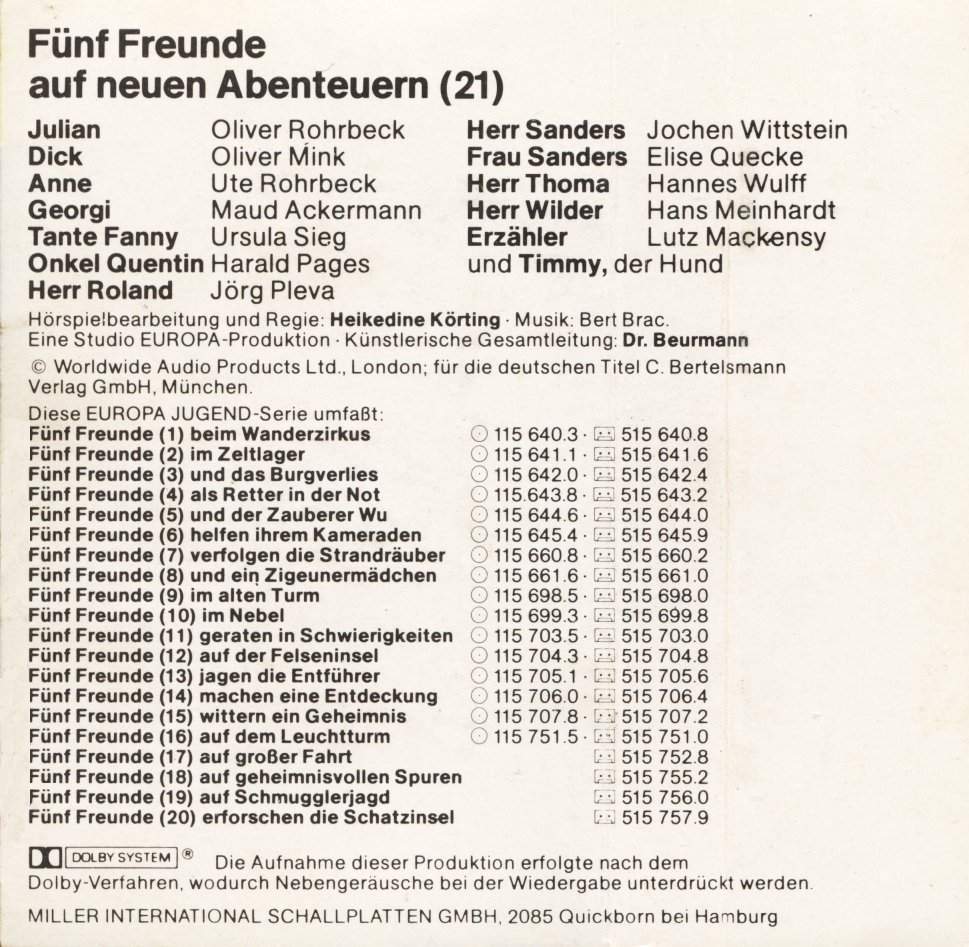 Fünf Freunde
auf neuen Abenteuern (21)
Julian Oliver Rohrbeck
Dick Oliver Mink
Anne Ute Rohrbeck
Georgi Maud Ackermann
Tante Fanny Ursula Sieg
Onkel Quentin Harald Pages
Herr Roland Jörg Pleva
Herr Sanders Jochen Wittstein
Frau Sanders Elise Quecke
Herr Thoma Hannes Wulff
Herr Wilder Hans Meinhardt
Erzähler Lutz Mackensy
und Timmy, der Hund
Hörspielbearbeitung und Regie: Heikedine Körting · Musik: Bert Brac.
Eine Studio EUROPA-Produktion · Künstlerische Gesamtleitung: Dr. Beurmann
© Worldwide Audio Products Ltd., London; für die deutschen Titel C. Bertelsmann
Verlag GmbH, München.
Diese EUROPA JUGEND-Serie umfaßt:
Fünf Freunde (1) beim Wanderzirkus 115 640.3 · 515 640.8
Fünf Freunde (2) im Zeltlager 115 641.1 · 515 641.6
Fünf Freunde (3) und das Burgverlies 115 642.0 · 515 642.4
Fünf Freunde (4) als Retter in der Not 115.643.8 · 515 643.2
Fünf Freunde (5) und der Zauberer Wu 115 644.6 · 515 644.0
Fünf Freunde (6) helfen ihrem Kameraden 115 645.4 · 515 645.9
Fünf Freunde (7) verfolgen die Strandräuber 115 660.8 · 515 660.2
Fünf Freunde (8) und ein Zigeunermädchen 115 661.6 · 515 661.0
Fünf Freunde (9) im alten Turm 115 698.5 · 515 698.0
Fünf Freunde (10) im Nebel 115 699.3 · 515 699.8
Fünf Freunde (11) geraten in Schwierigkeiten 115 703.5 · 515 703.0
Fünf Freunde (12) auf der Felseninsel 115 704.3 · 515 704.8
Fünf Freunde (13) jagen die Entführer 115 705.1 · 515 705.6
Fünf Freunde (14) machen eine Entdeckung 115 706.0 · 515 706.4
Fünf Freunde (15) wittern ein Geheimnis 115 707.8 · 515 707.2
Fünf Freunde (16) auf dem Leuchtturm 115 751.5 · 515 751.0
Fünf Freunde (17) auf großer Fahrt 515 752.8
Fünf Freunde (18) auf geheimnisvollen Spuren 515 755.2
Fünf Freunde (19) auf Schmugglerjagd 515 756.0
Fünf Freunde (20) erforschen die Schatzinsel 515 757.9
DOLBY SYSTEM ® Die Aufnahme dieser Produktion erfolgte nach dem
Dolby-Verfahren, wodurch Nebengeräusche bei der Wiedergabe unterdrückt werden.
MILLER INTERNATIONAL SCHALLPLATTEN GMBH, 2085 Quickborn bei Hamburg